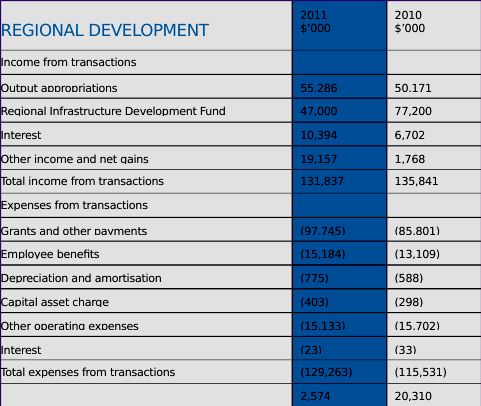 REGIONAL DEVELOPMENT 2011 $'000 2010 $'000
Income from transactions
Output appropriations 55,286 50,171
Regional Infrastructure Development Fund 47,000 77,200
Interest 10,394 6,702
Other income and net gains 19,157 1,768
Total income from transactions 131,837 135,841
Expenses from transactions
Grants and other payments (97,745) (85,801)
Employee benefits (15,184) (13,109)
Depreciation and amortisation (775) (588)
Capital asset charge (403) (298)
Other operating expenses (15,133) (15,702)
Interest (23) (33)
Total expenses from transactions (129,263) (115,531)
2,574 20,310